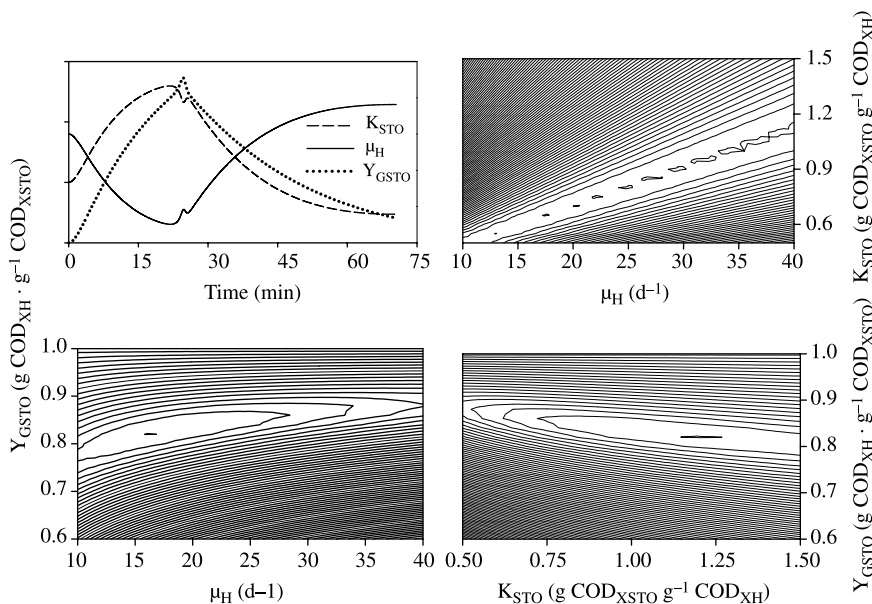 K_STO
μ_H
Y_GSTO
0 15 30 45 60 75
Time (min)
1.5
1.2
0.9
0.6
10 15 20 25 30 35 40
μ_H (d–1)
K_STO (g COD_XSTO g–1 COD_XH)
Y_GSTO (g COD_XH · g–1 COD_XSTO)
1.0
0.9
0.8
0.7
0.6
10 15 20 25 30 35 40
μ_H (d–1)
1.0
0.9
0.8
0.7
0.6
0.50 0.75 1.00 1.25 1.50
K_STO (g COD_XSTO g–1 COD_XH)
Y_GSTO (g COD_XH · g–1 COD_XSTO)